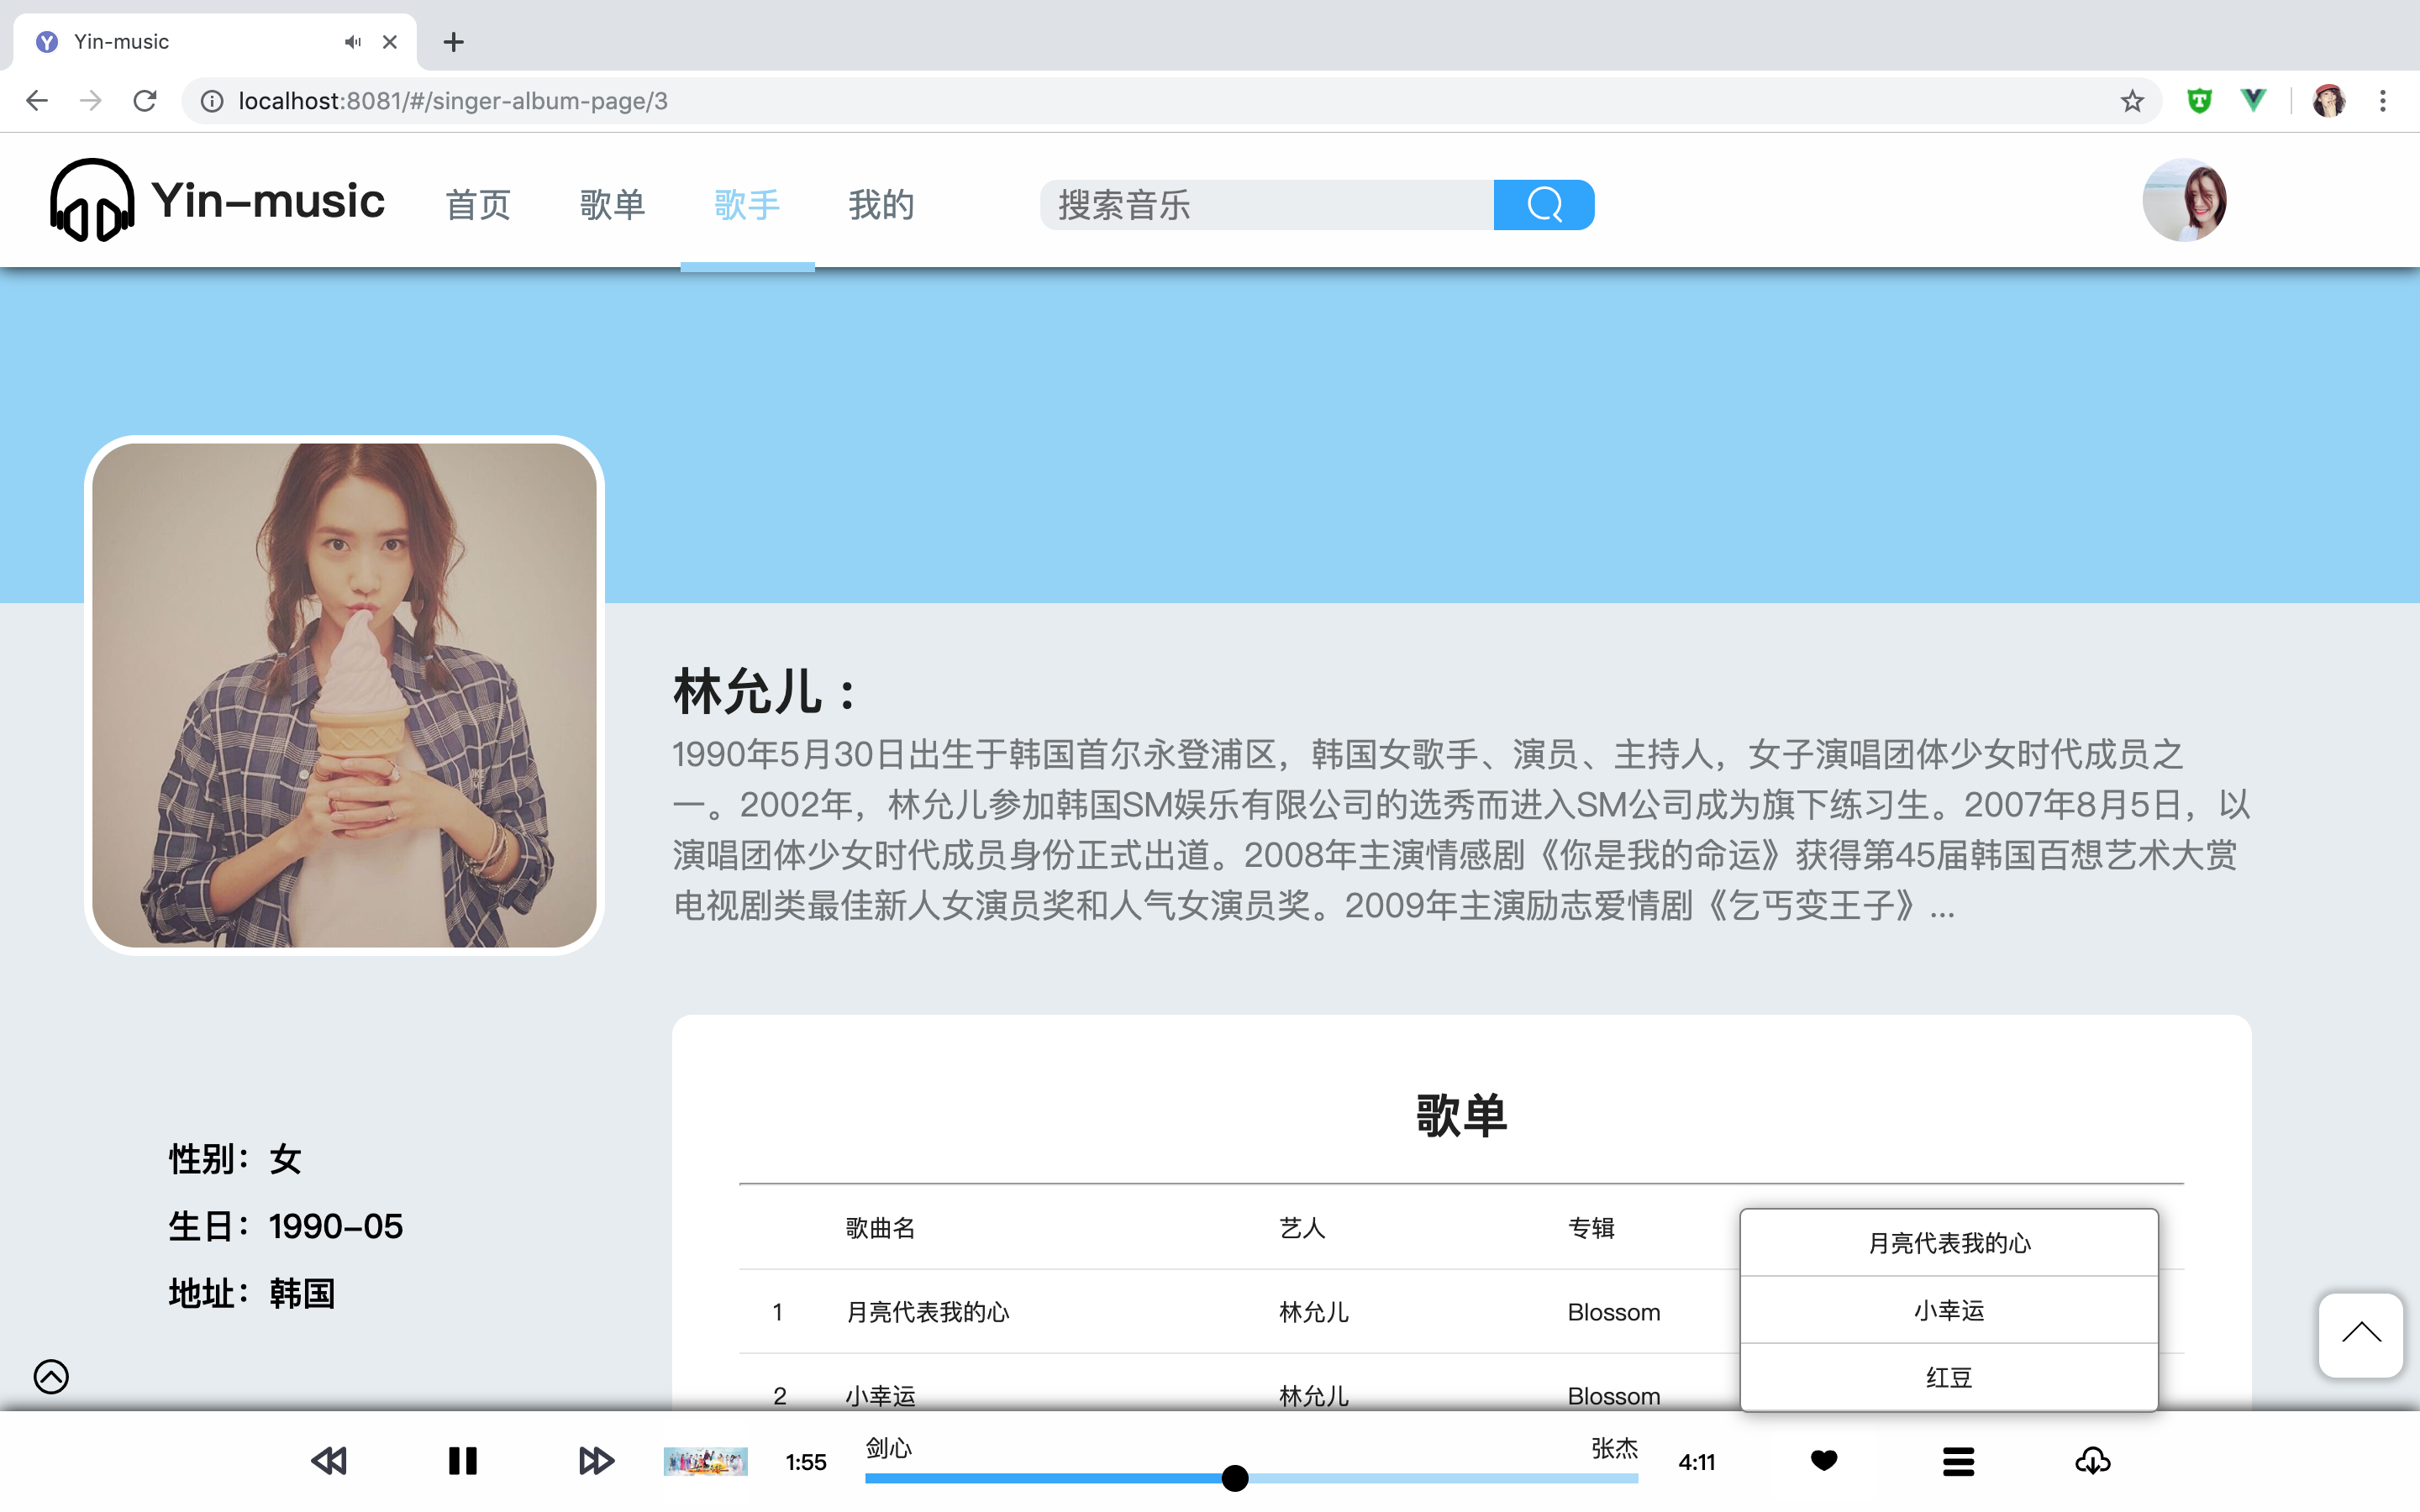 Yin-music
localhost:8081/#/singer-album-page/3
Yin-music 首页 歌单 歌手 我的 搜索音乐
林允儿：
1990年5月30日出生于韩国首尔永登浦区，韩国女歌手、演员、主持人，女子演唱团体少女时代成员之
一。2002年，林允儿参加韩国SM娱乐有限公司的选秀而进入SM公司成为旗下练习生。2007年8月5日，以
演唱团体少女时代成员身份正式出道。2008年主演情感剧《你是我的命运》获得第45届韩国百想艺术大赏
电视剧类最佳新人女演员奖和人气女演员奖。2009年主演励志爱情剧《乞丐变王子》...
性别：女
生日：1990-05
地址：韩国
歌单
歌曲名 艺人 专辑
1 月亮代表我的心 林允儿 Blossom
2 小幸运 林允儿 Blossom
月亮代表我的心
小幸运
红豆
1:55 剑心 张杰 4:11